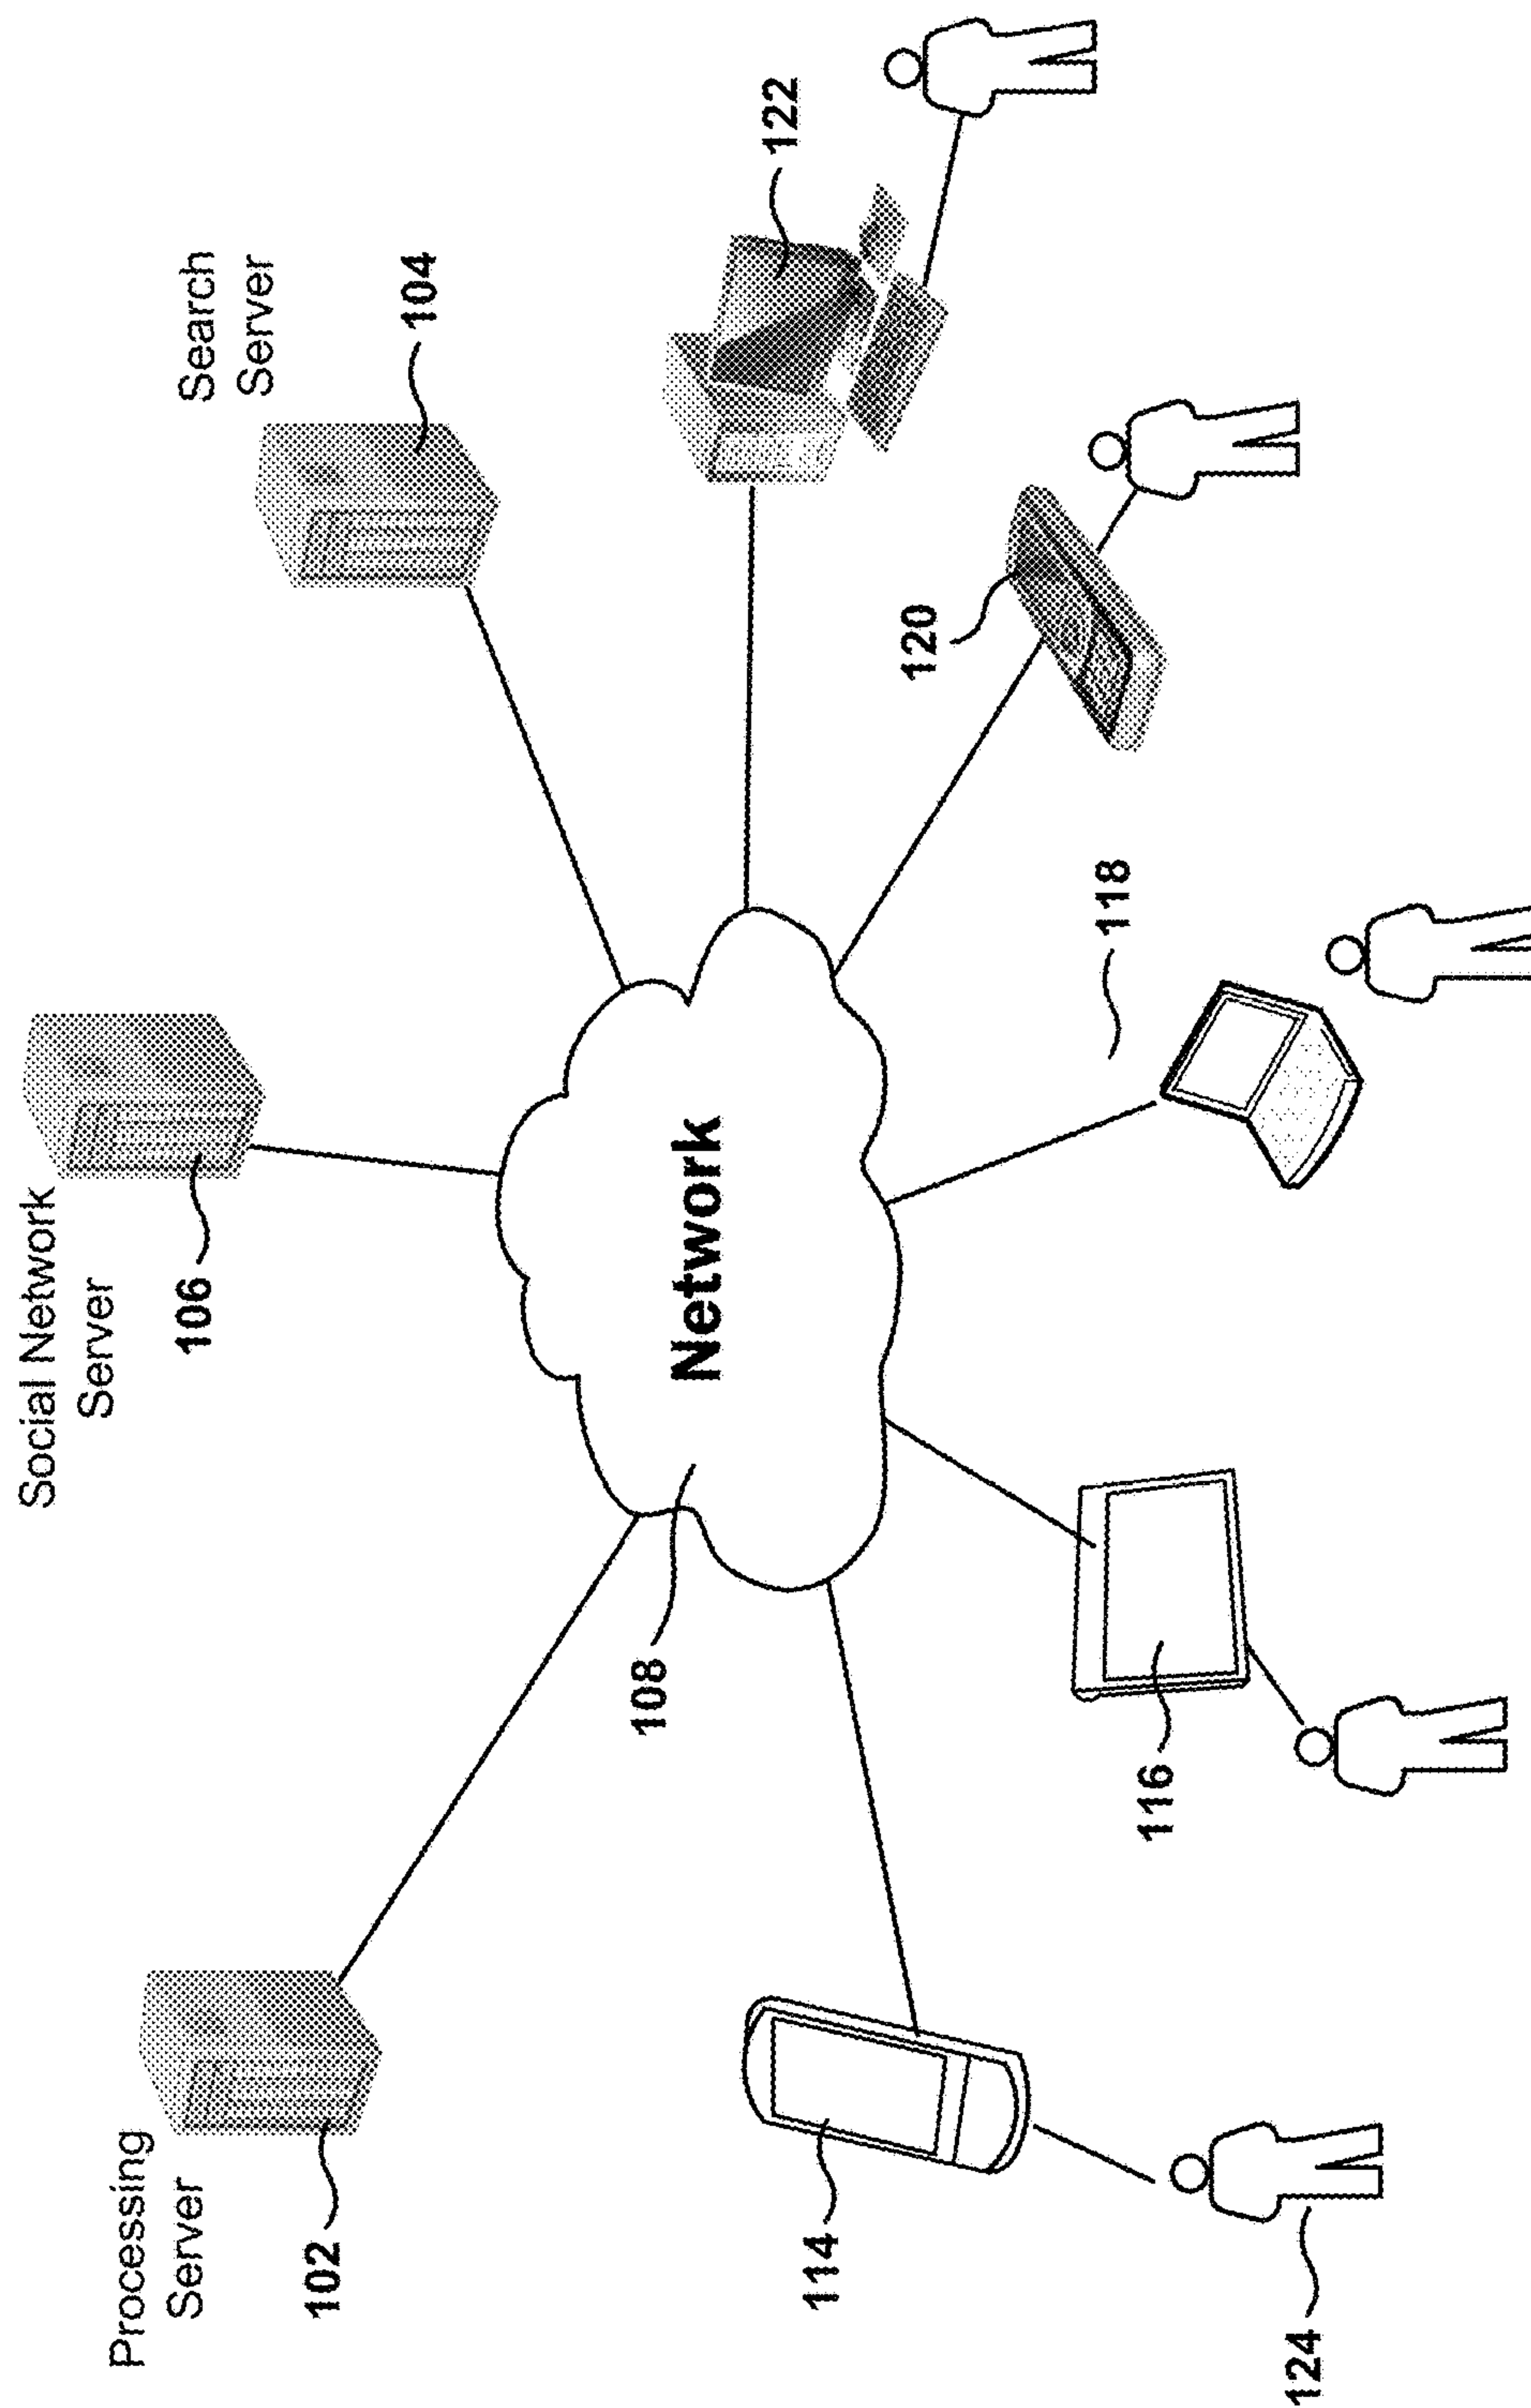 Processing
Server
102
Social Network
Server
106
Search
Server
104
108
Network
114
116
118
120
122
124